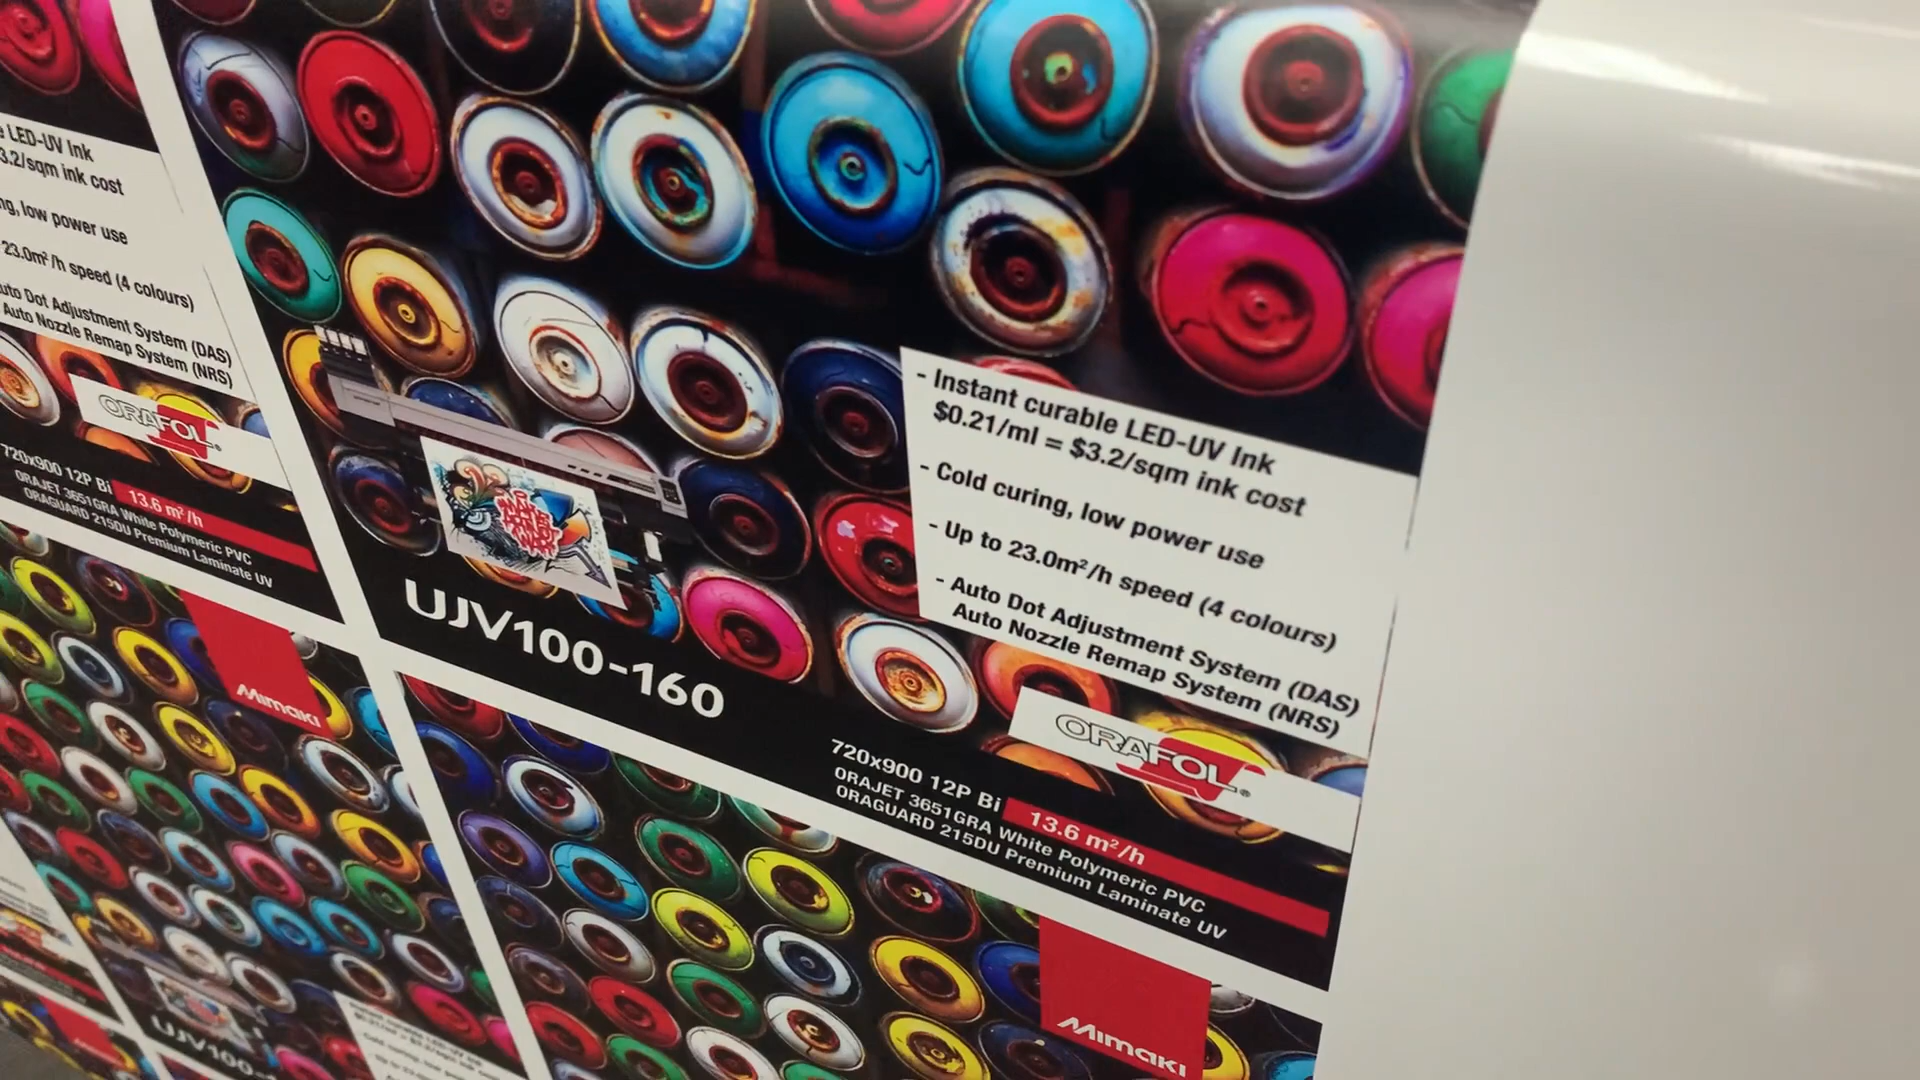 LED-UV Ink
3.2/sqm ink cost
low power use
23.0m²/h speed (4 colours)
Auto Dot Adjustment System (DAS)
Auto Nozzle Remap System (NRS)
ORAFOL
720x900 12P Bi 13.6 m²/h
ORAJET 3651GRA White Polymeric PVC
ORAGUARD 215DU Premium Laminate UV
Mimaki
- Instant curable LED-UV Ink
$0.21/ml = $3.2/sqm ink cost
- Cold curing, low power use
- Up to 23.0m²/h speed (4 colours)
- Auto Dot Adjustment System (DAS)
Auto Nozzle Remap System (NRS)
UJV100-160
ORAFOL®
720x900 12P Bi 13.6 m²/h
ORAJET 3651GRA White Polymeric PVC
ORAGUARD 215DU Premium Laminate UV
Mimaki
UJV100-